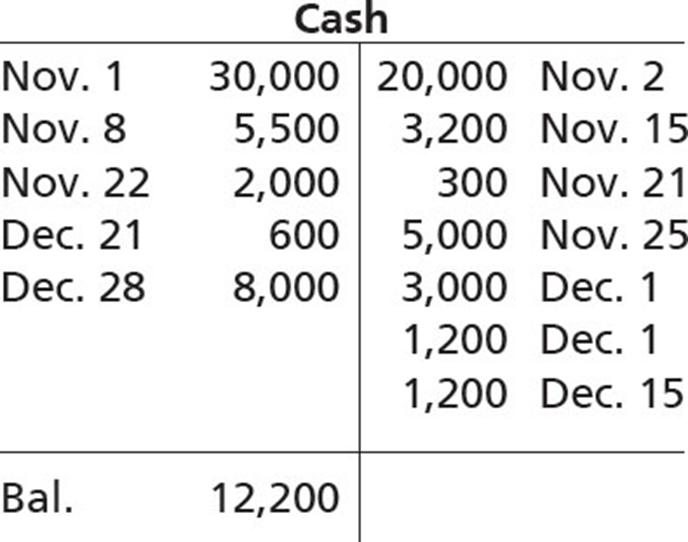 Cash
Nov. 1 30,000 20,000 Nov. 2
Nov. 8 5,500 3,200 Nov. 15
Nov. 22 2,000 300 Nov. 21
Dec. 21 600 5,000 Nov. 25
Dec. 28 8,000 3,000 Dec. 1
1,200 Dec. 1
1,200 Dec. 15
Bal. 12,200